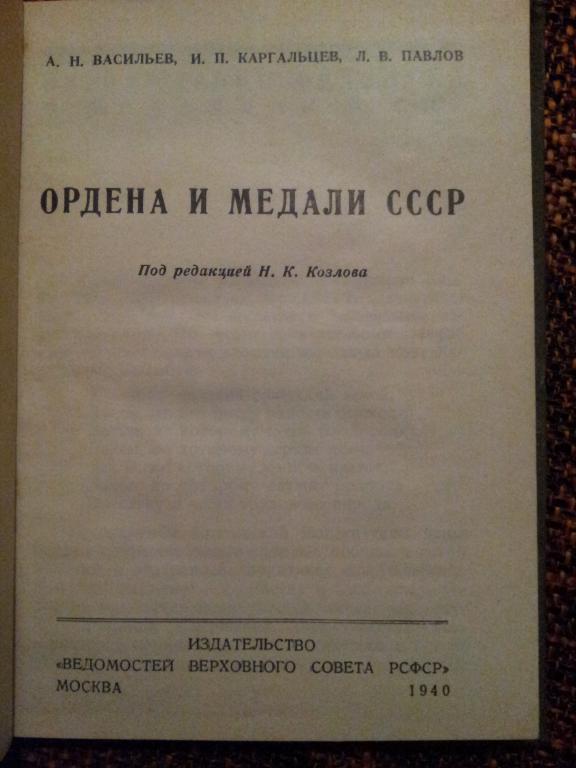 А. Н. ВАСИЛЬЕВ, И. П. КАРГАЛЬЦЕВ, Л. В. ПАВЛОВ
ОРДЕНА И МЕДАЛИ СССР
Под редакцией Н. К. Козлова
ИЗДАТЕЛЬСТВО
«ВЕДОМОСТЕЙ ВЕРХОВНОГО СОВЕТА РСФСР»
МОСКВА 1940